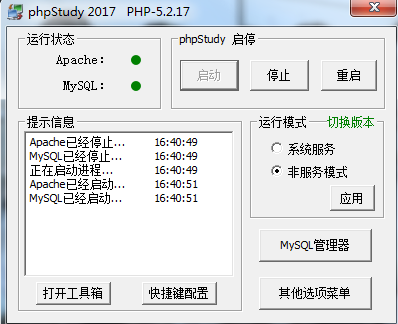 phpStudy 2017 PHP-5.2.17
运行状态
Apache:
MySQL:
phpStudy 启停
启动
停止
重启
提示信息
Apache已经停止... 16:40:49
MySQL已经停止... 16:40:49
正在启动进程... 16:40:49
Apache已经启动... 16:40:51
MySQL已经启动... 16:40:51
打开工具箱
快捷键配置
运行模式 切换版本
系统服务
非服务模式
应用
MySQL管理器
其他选项菜单